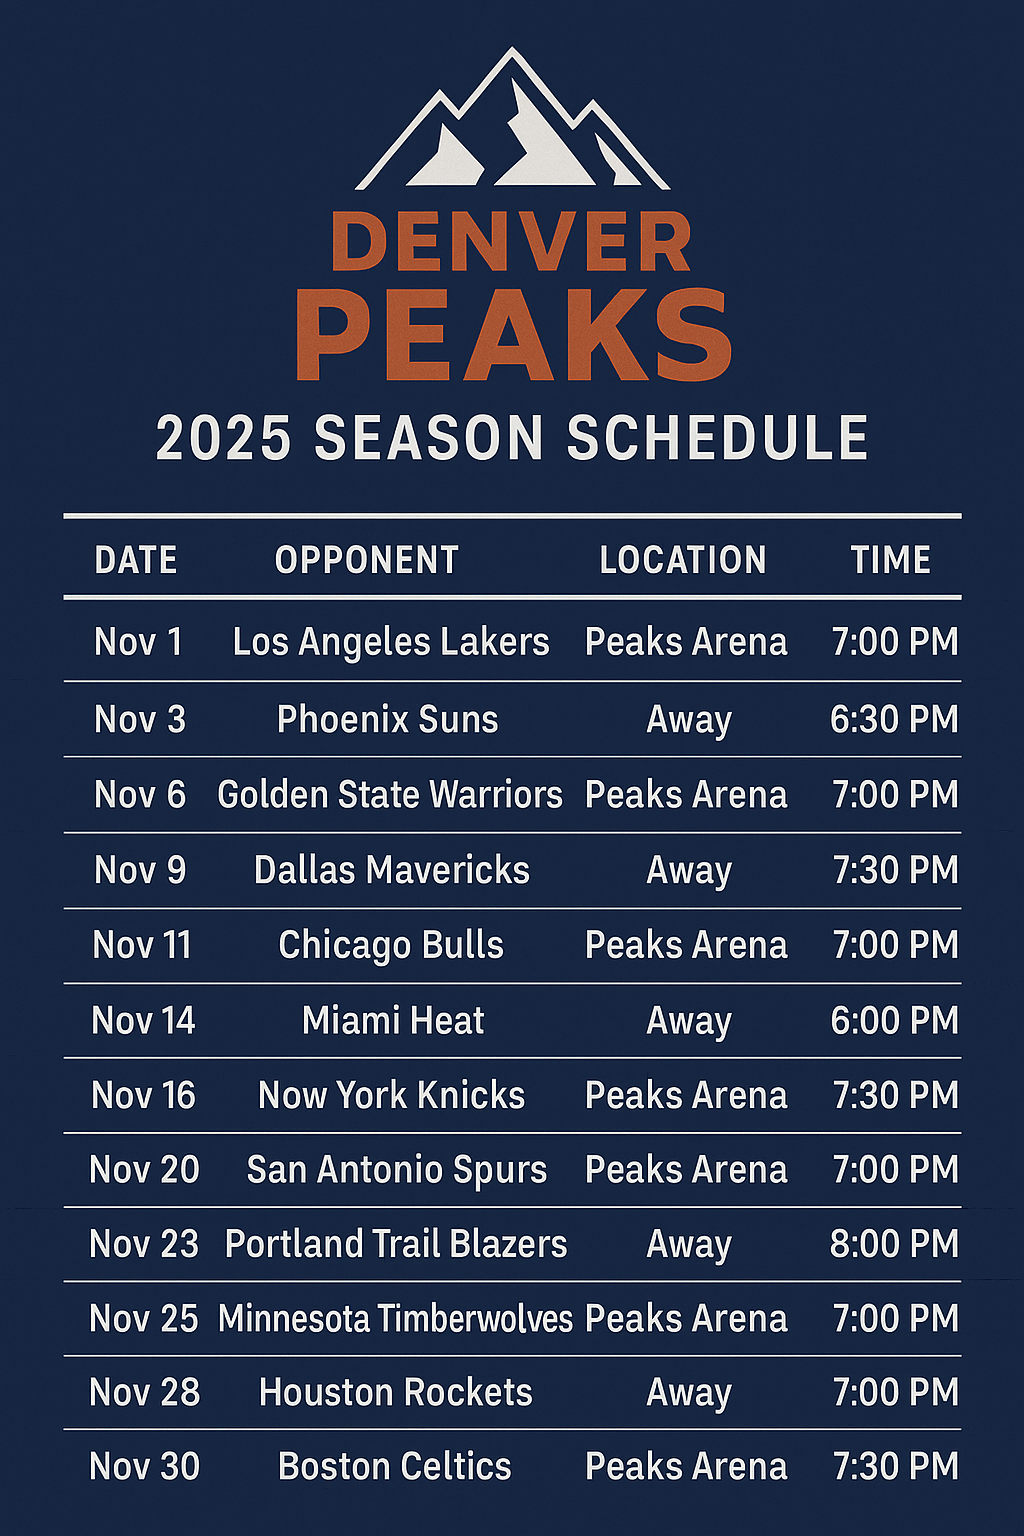 DENVER
PEAKS
2025 SEASON SCHEDULE
DATE OPPONENT LOCATION TIME
Nov 1 Los Angeles Lakers Peaks Arena 7:00 PM
Nov 3 Phoenix Suns Away 6:30 PM
Nov 6 Golden State Warriors Peaks Arena 7:00 PM
Nov 9 Dallas Mavericks Away 7:30 PM
Nov 11 Chicago Bulls Peaks Arena 7:00 PM
Nov 14 Miami Heat Away 6:00 PM
Nov 16 Now York Knicks Peaks Arena 7:30 PM
Nov 20 San Antonio Spurs Peaks Arena 7:00 PM
Nov 23 Portland Trail Blazers Away 8:00 PM
Nov 25 Minnesota Timberwolves Peaks Arena 7:00 PM
Nov 28 Houston Rockets Away 7:00 PM
Nov 30 Boston Celtics Peaks Arena 7:30 PM